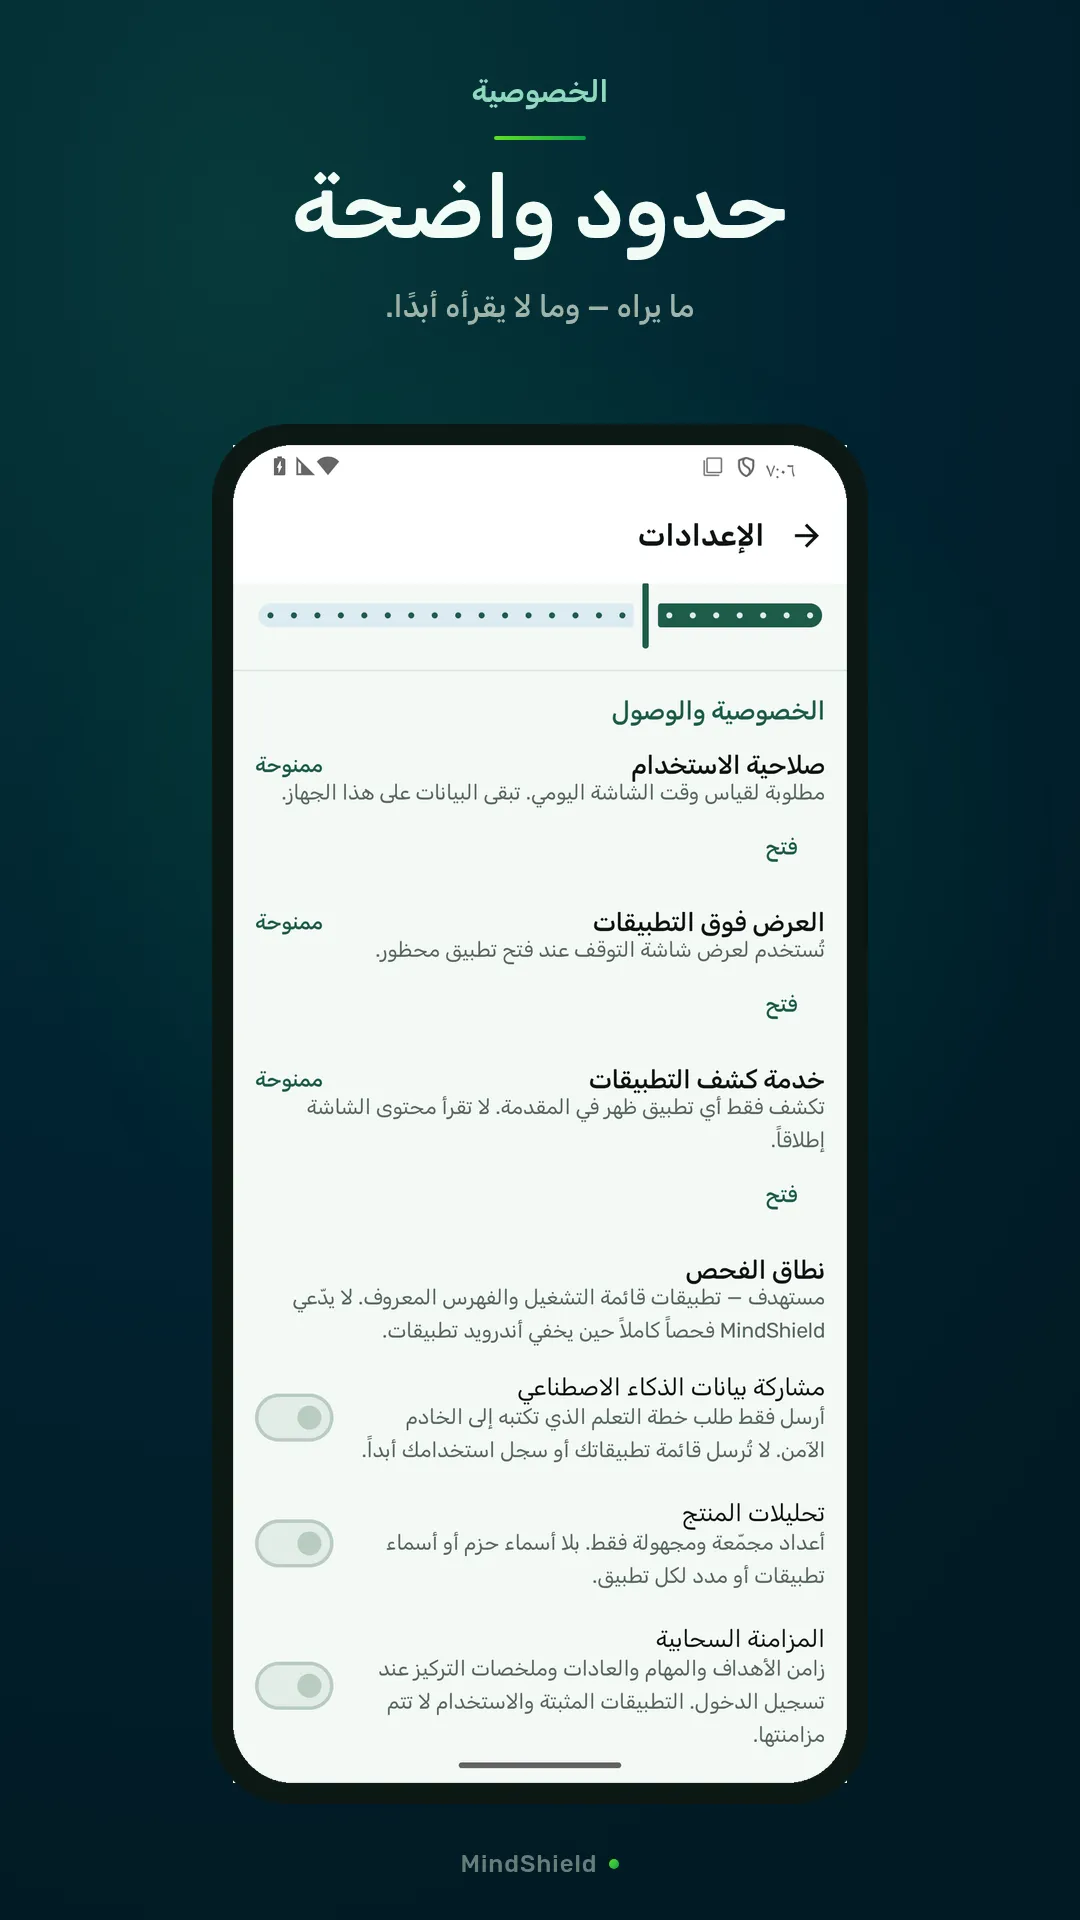 الخصوصية
حدود واضحة
ما يراه – وما لا يقرأه أبدًا.
٧:٠٦
الإعدادات
الخصوصية والوصول
صلاحية الاستخدام
ممنوحة
مطلوبة لقياس وقت الشاشة اليومي. تبقى البيانات على هذا الجهاز.
فتح
العرض فوق التطبيقات
ممنوحة
تُستخدم لعرض شاشة التوقف عند فتح تطبيق محظور.
فتح
خدمة كشف التطبيقات
ممنوحة
تكشف فقط أي تطبيق ظهر في المقدمة. لا تقرأ محتوى الشاشة
إطلاقاً.
فتح
نطاق الفحص
مستهدف – تطبيقات قائمة التشغيل والفهرس المعروف. لا يدّعي
MindShield فحصاً كاملاً حين يخفي أندرويد تطبيقات.
مشاركة بيانات الذكاء الاصطناعي
أرسل فقط طلب خطة التعلم الذي تكتبه إلى الخادم
الآمن. لا تُرسل قائمة تطبيقاتك أو سجل استخدامك أبداً.
تحليلات المنتج
أعداد مجمّعة ومجهولة فقط. بلا أسماء حزم أو أسماء
تطبيقات أو مدد لكل تطبيق.
المزامنة السحابية
زامن الأهداف والمهام والعادات وملخصات التركيز عند
تسجيل الدخول. التطبيقات المثبتة والاستخدام لا تتم
مزامنتها.
MindShield